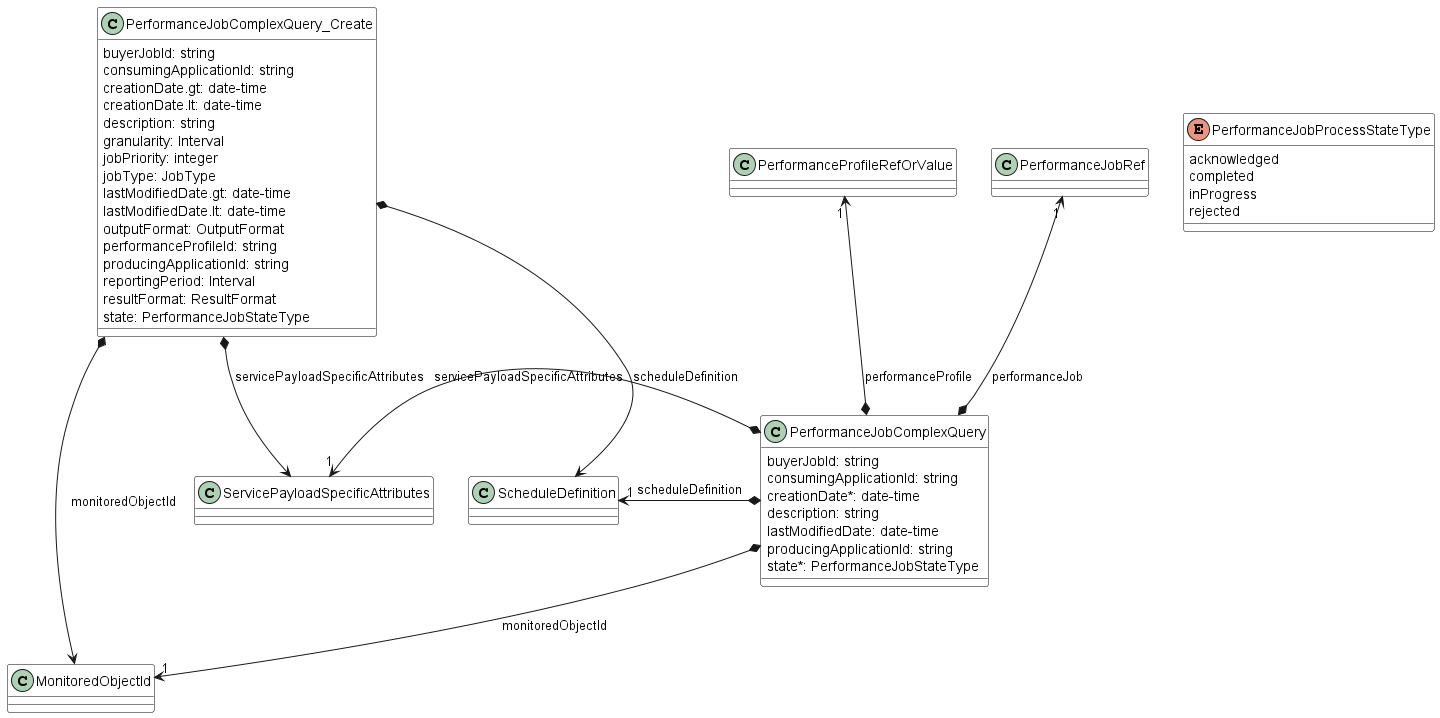 C PerformanceJobComplexQuery_Create
buyerJobId: string
consumingApplicationId: string
creationDate.gt: date-time
creationDate.lt: date-time
description: string
granularity: Interval
jobPriority: integer
jobType: JobType
lastModifiedDate.gt: date-time
lastModifiedDate.lt: date-time
outputFormat: OutputFormat
performanceProfileId: string
producingApplicationId: string
reportingPeriod: Interval
resultFormat: ResultFormat
state: PerformanceJobStateType
C PerformanceProfileRefOrValue
1
C PerformanceJobRef
1
E PerformanceJobProcessStateType
acknowledged
completed
inProgress
rejected
servicePayloadSpecificAttributes
servicePayloadSpecificAttributes
scheduleDefinition
performanceProfile
performanceJob
C PerformanceJobComplexQuery
buyerJobId: string
consumingApplicationId: string
creationDate*: date-time
description: string
lastModifiedDate: date-time
producingApplicationId: string
state*: PerformanceJobStateType
1
C ServicePayloadSpecificAttributes
C ScheduleDefinition
1
scheduleDefinition
monitoredObjectId
monitoredObjectId
1
C MonitoredObjectId